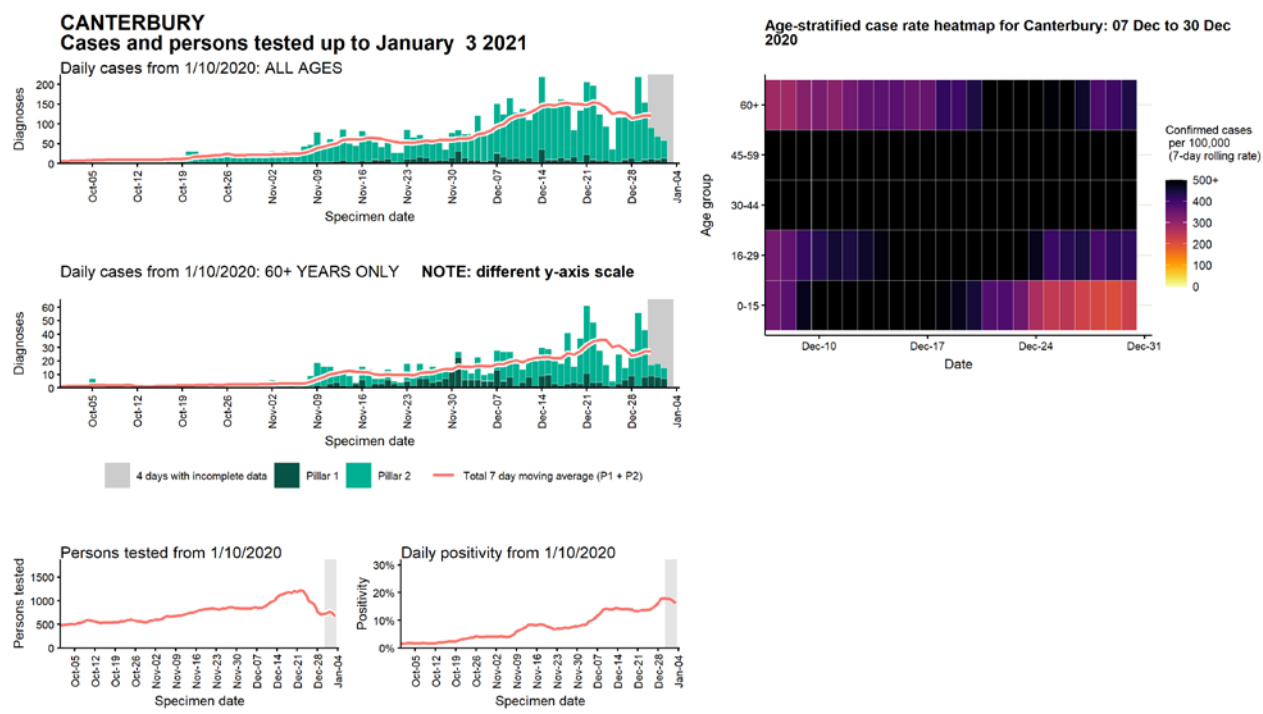 CANTERBURY
Cases and persons tested up to January 3 2021
Daily cases from 1/10/2020: ALL AGES
Diagnoses
200
150
100
50
0
Oct-05
Oct-12
Oct-19
Oct-26
Nov-02
Nov-09
Nov-16
Nov-23
Nov-30
Dec-07
Dec-14
Dec-21
Dec-28
Jan-04
Specimen date
Daily cases from 1/10/2020: 60+ YEARS ONLY NOTE: different y-axis scale
Diagnoses
60
50
40
30
20
10
0
Oct-05
Oct-12
Oct-19
Oct-26
Nov-02
Nov-09
Nov-16
Nov-23
Nov-30
Dec-07
Dec-14
Dec-21
Dec-28
Jan-04
Specimen date
4 days with incomplete data
Pillar 1
Pillar 2
Total 7 day moving average (P1 + P2)
Persons tested from 1/10/2020
Persons tested
1500
1000
500
0
Oct-05
Oct-12
Oct-19
Oct-26
Nov-02
Nov-09
Nov-16
Nov-23
Nov-30
Dec-07
Dec-14
Dec-21
Dec-28
Jan-04
Specimen date
Daily positivity from 1/10/2020
Positivity
30%
20%
10%
0%
Oct-05
Oct-12
Oct-19
Oct-26
Nov-02
Nov-09
Nov-16
Nov-23
Nov-30
Dec-07
Dec-14
Dec-21
Dec-28
Jan-04
Specimen date
Age-stratified case rate heatmap for Canterbury: 07 Dec to 30 Dec
2020
Age group
60+
45-59
30-44
16-29
0-15
Dec-10
Dec-17
Dec-24
Dec-31
Date
Confirmed cases
per 100,000
(7-day rolling rate)
500+
400
300
200
100
0